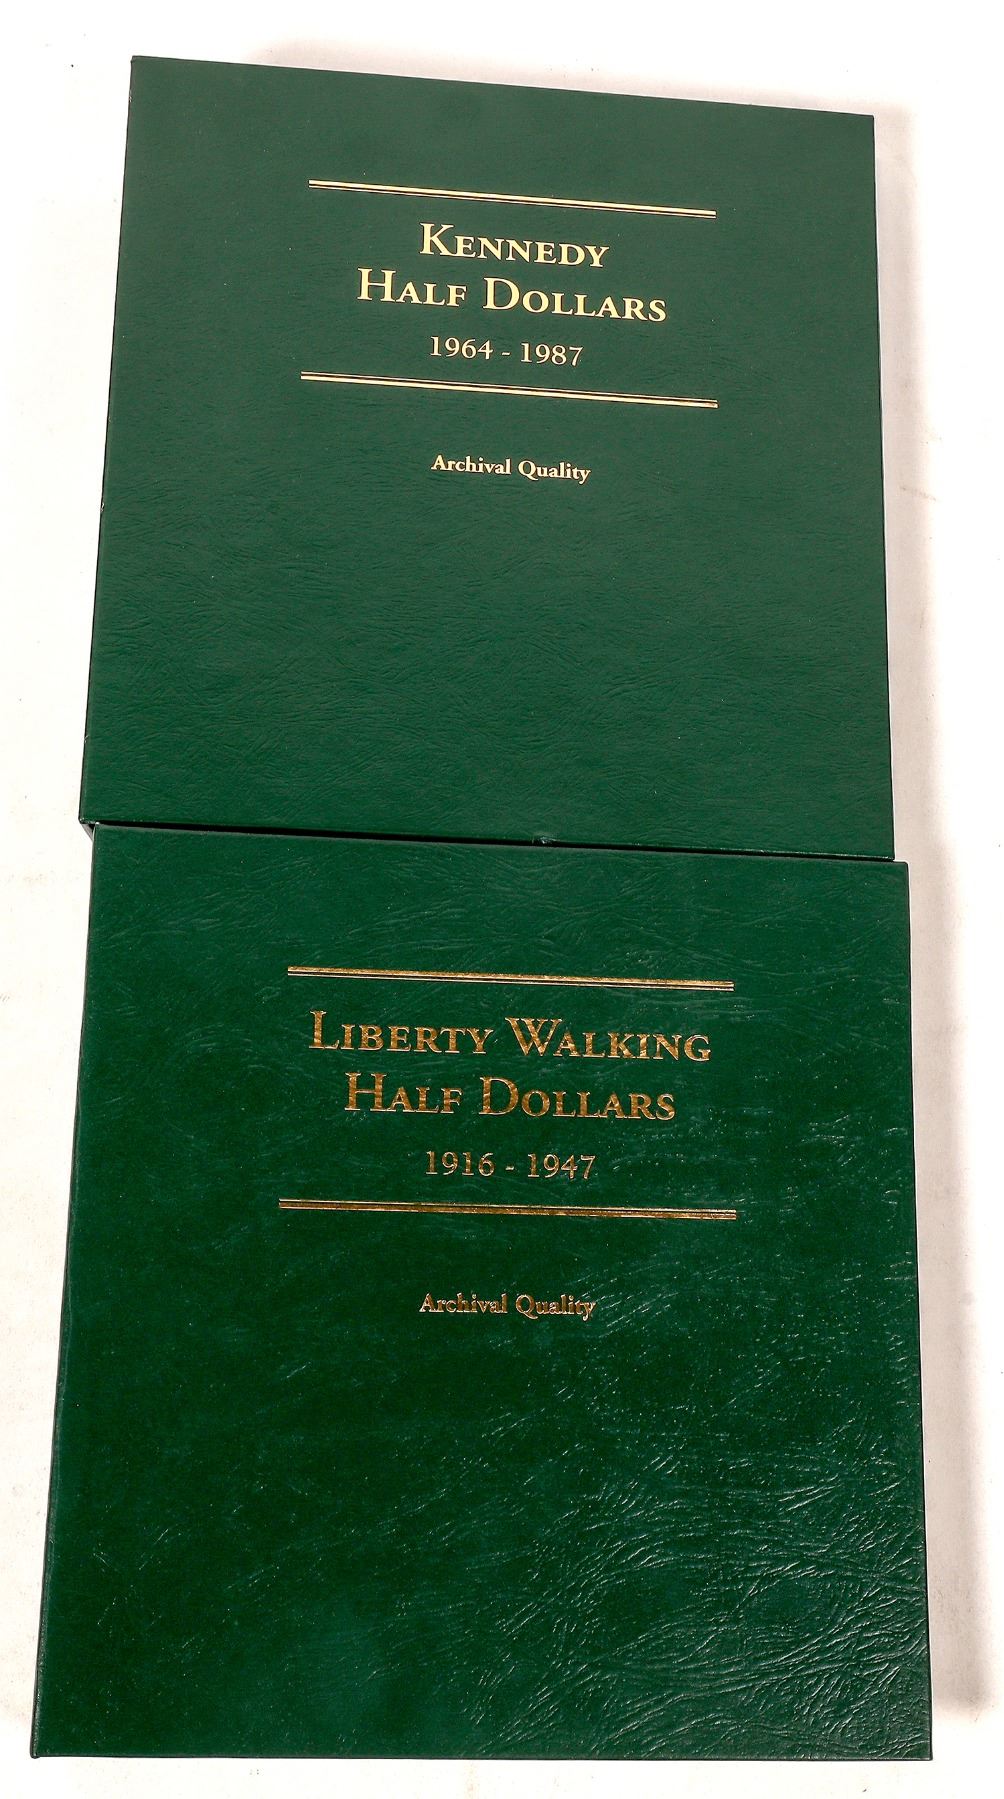 Kennedy
Half Dollars
1964 - 1987
Archival Quality
Liberty Walking
Half Dollars
1916 - 1947
Archival Quality